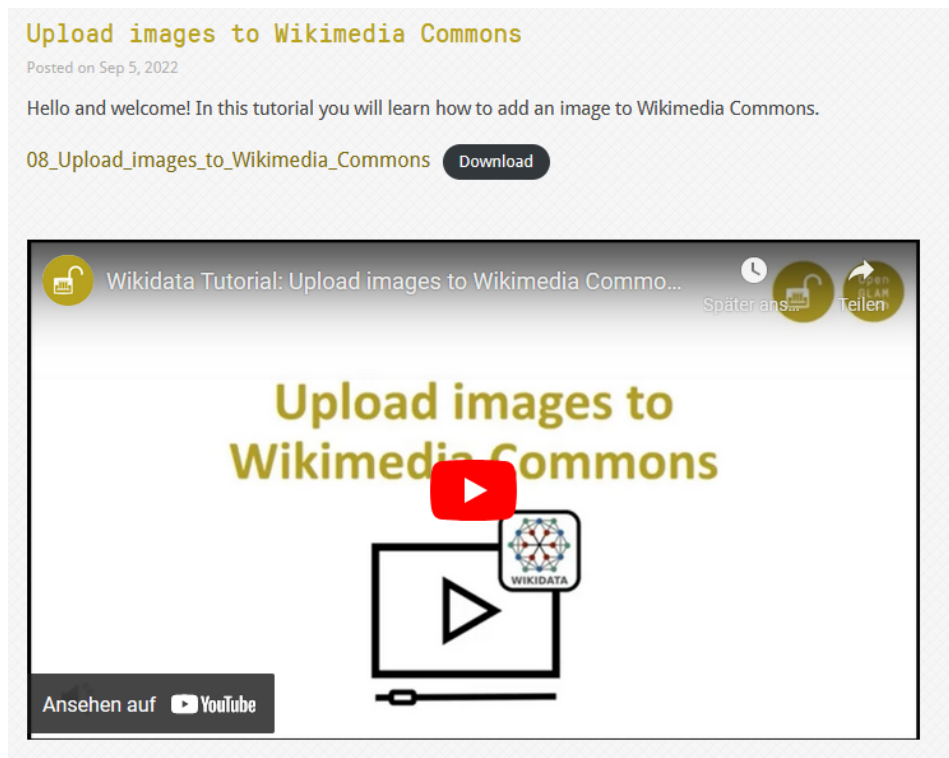 Upload images to Wikimedia Commons
Posted on Sep 5, 2022
Hello and welcome! In this tutorial you will learn how to add an image to Wikimedia Commons.
08_Upload_images_to_Wikimedia_Commons Download
Wikidata Tutorial: Upload images to Wikimedia Commo...
Später ans... Teilen
Open
GLAM
Upload images to
Wikimedia Commons
WIKIDATA
Ansehen auf YouTube